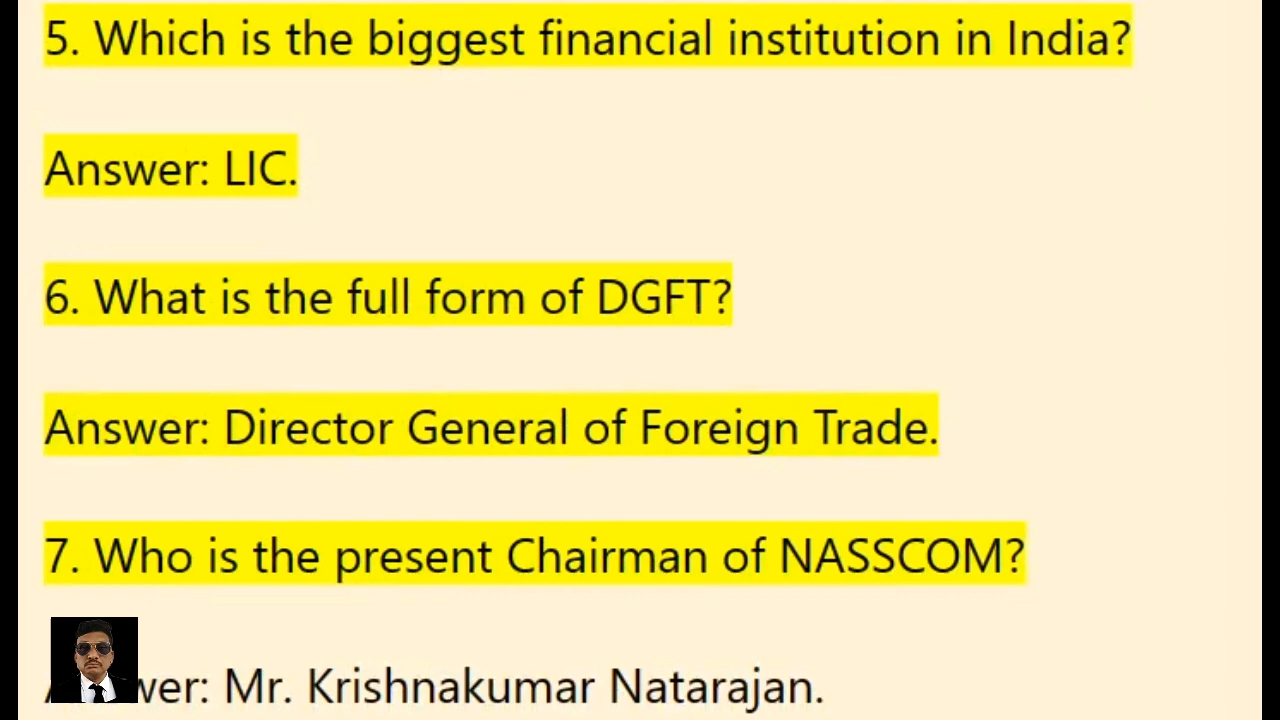 5. Which is the biggest financial institution in India?
Answer: LIC.
6. What is the full form of DGFT?
Answer: Director General of Foreign Trade.
7. Who is the present Chairman of NASSCOM?
wer: Mr. Krishnakumar Natarajan.